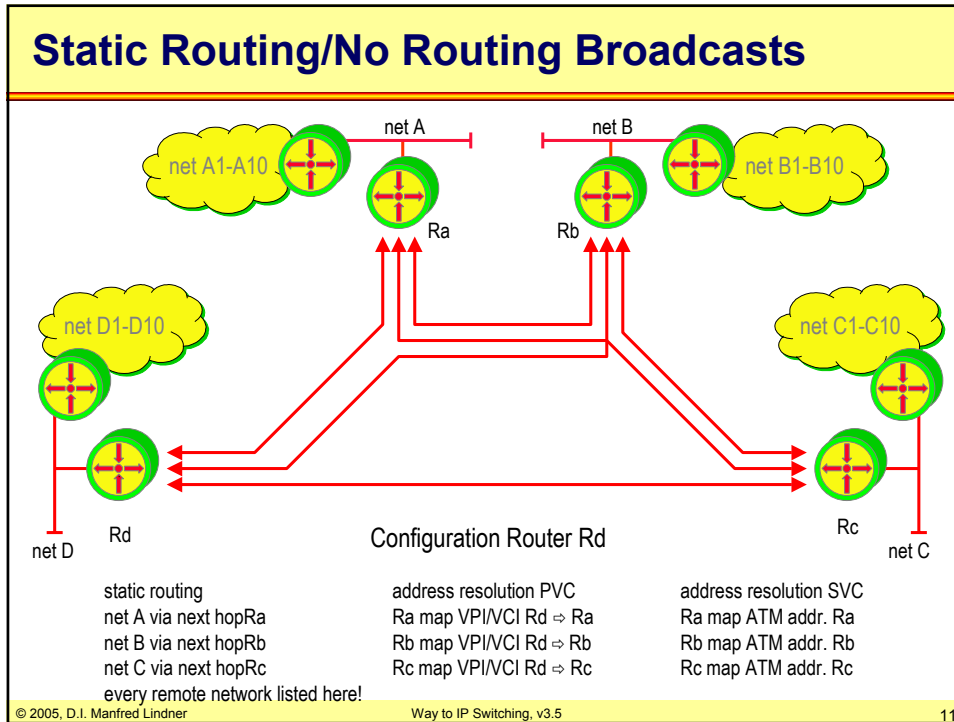 Static Routing/No Routing Broadcasts
net A
net B
net A1-A10
net B1-B10
Ra
Rb
net D1-D10
net C1-C10
Rd
Rc
net D
net C
Configuration Router Rd
static routing
net A via next hopRa
net B via next hopRb
net C via next hopRc
every remote network listed here!
address resolution PVC
Ra map VPI/VCI Rd ⇨ Ra
Rb map VPI/VCI Rd ⇨ Rb
Rc map VPI/VCI Rd ⇨ Rc
address resolution SVC
Ra map ATM addr. Ra
Rb map ATM addr. Rb
Rc map ATM addr. Rc
© 2005, D.I. Manfred Lindner
Way to IP Switching, v3.5
11